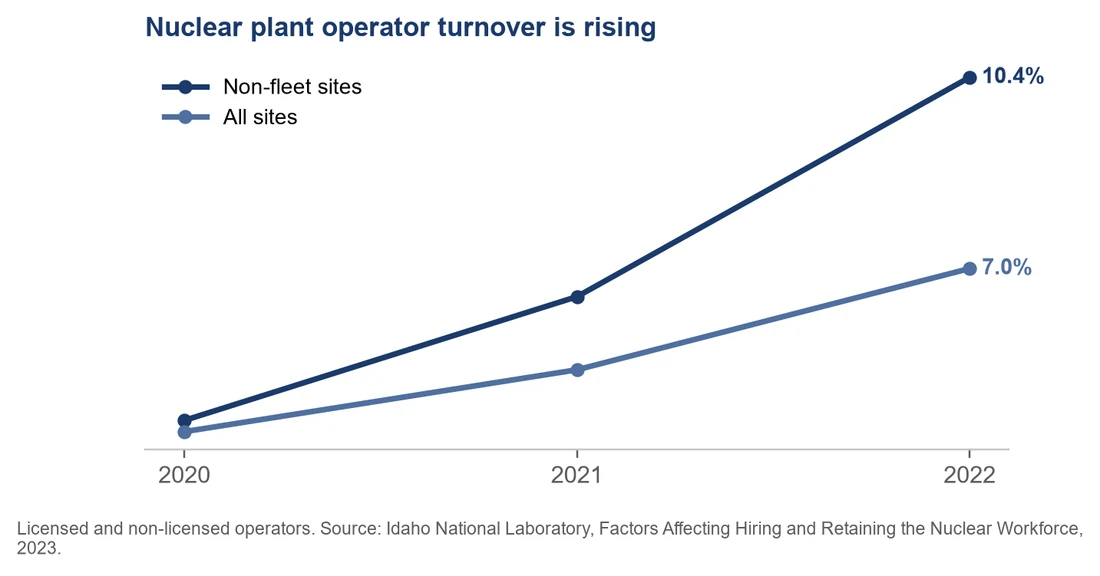 Nuclear plant operator turnover is rising
Non-fleet sites
All sites
10.4%
7.0%
2020
2021
2022
Licensed and non-licensed operators. Source: Idaho National Laboratory, Factors Affecting Hiring and Retaining the Nuclear Workforce,
2023.